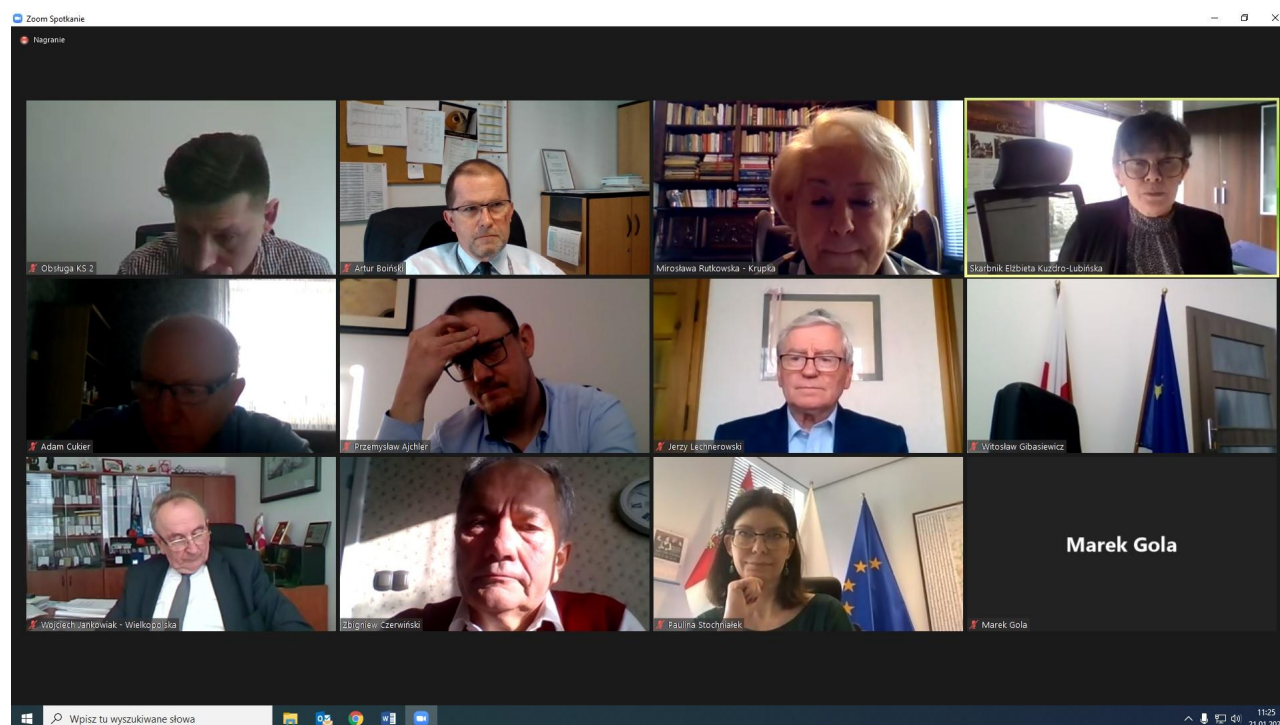 Zoom Spotkanie
Nagranie
Obsługa KS 2
Artur Boiński
Mirosława Rutkowska - Krupka
Skarbnik Elżbieta Kuzdro-Lubińska
Adam Cukier
Przemysław Ajchler
Jerzy Lechnerowski
Witosław Gibasiewicz
Wojciech Jankowiak - Wielkopolska
Zbigniew Czerwiński
Paulina Stochniałek
Marek Gola
Marek Gola
Wpisz tu wyszukiwane słowa
11:25